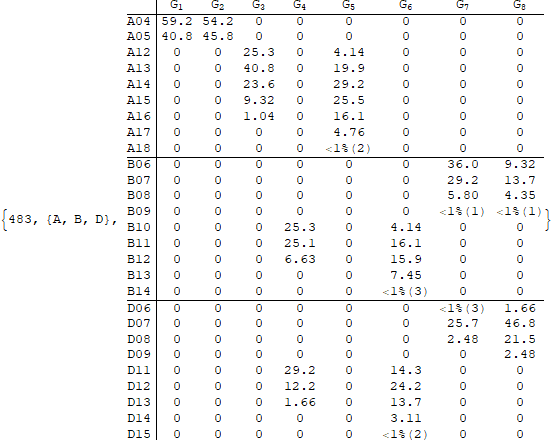 G1 G2 G3 G4 G5 G6 G7 G8
A04 59.2 54.2 0 0 0 0 0 0
A05 40.8 45.8 0 0 0 0 0 0
A12 0 0 25.3 0 4.14 0 0 0
A13 0 0 40.8 0 19.9 0 0 0
A14 0 0 23.6 0 29.2 0 0 0
A15 0 0 9.32 0 25.5 0 0 0
A16 0 0 1.04 0 16.1 0 0 0
A17 0 0 0 0 4.76 0 0 0
A18 0 0 0 0 <1%(2) 0 0 0
B06 0 0 0 0 0 0 36.0 9.32
B07 0 0 0 0 0 0 29.2 13.7
B08 0 0 0 0 0 0 5.80 4.35
B09 0 0 0 0 0 0 <1%(1) <1%(1)
{483, {A, B, D}, B10 0 0 0 25.3 0 4.14 0 0 }
B11 0 0 0 25.1 0 16.1 0 0
B12 0 0 0 6.63 0 15.9 0 0
B13 0 0 0 0 0 7.45 0 0
B14 0 0 0 0 0 <1%(3) 0 0
D06 0 0 0 0 0 0 <1%(3) 1.66
D07 0 0 0 0 0 0 25.7 46.8
D08 0 0 0 0 0 0 2.48 21.5
D09 0 0 0 0 0 0 0 2.48
D11 0 0 0 29.2 0 14.3 0 0
D12 0 0 0 12.2 0 24.2 0 0
D13 0 0 0 1.66 0 13.7 0 0
D14 0 0 0 0 0 3.11 0 0
D15 0 0 0 0 0 <1%(2) 0 0